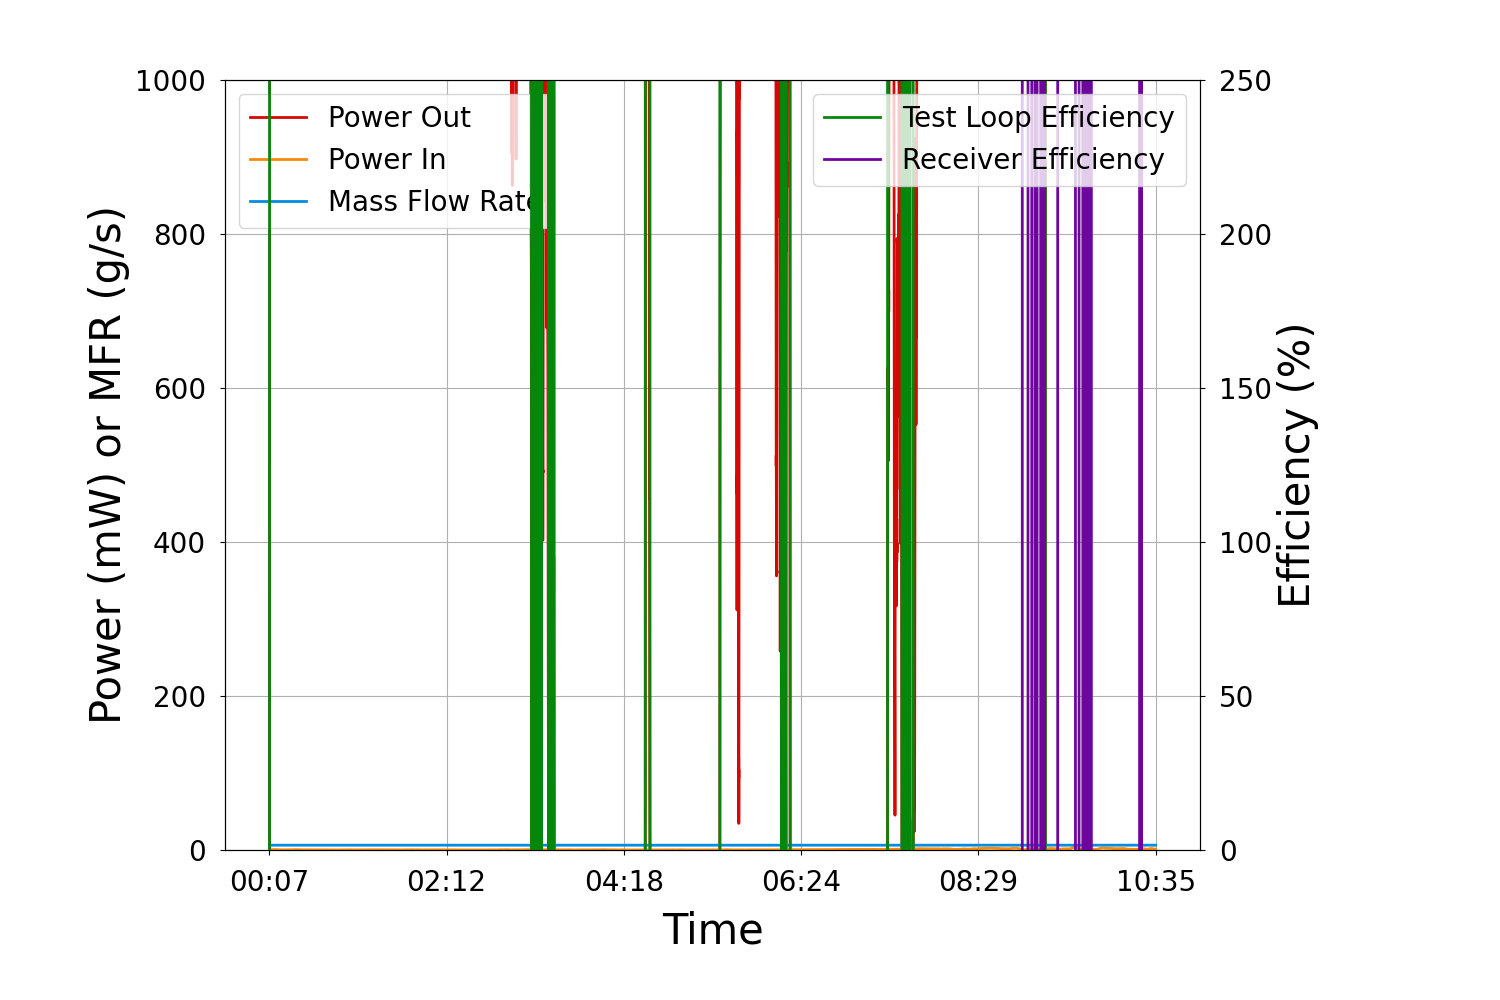 1000
800
600
400
200
0
Power (mW) or MFR (g/s)
Power Out
Power In
Mass Flow Rate
Test Loop Efficiency
Receiver Efficiency
250
200
150
100
50
0
Efficiency (%)
00:07 02:12 04:18 06:24 08:29 10:35
Time